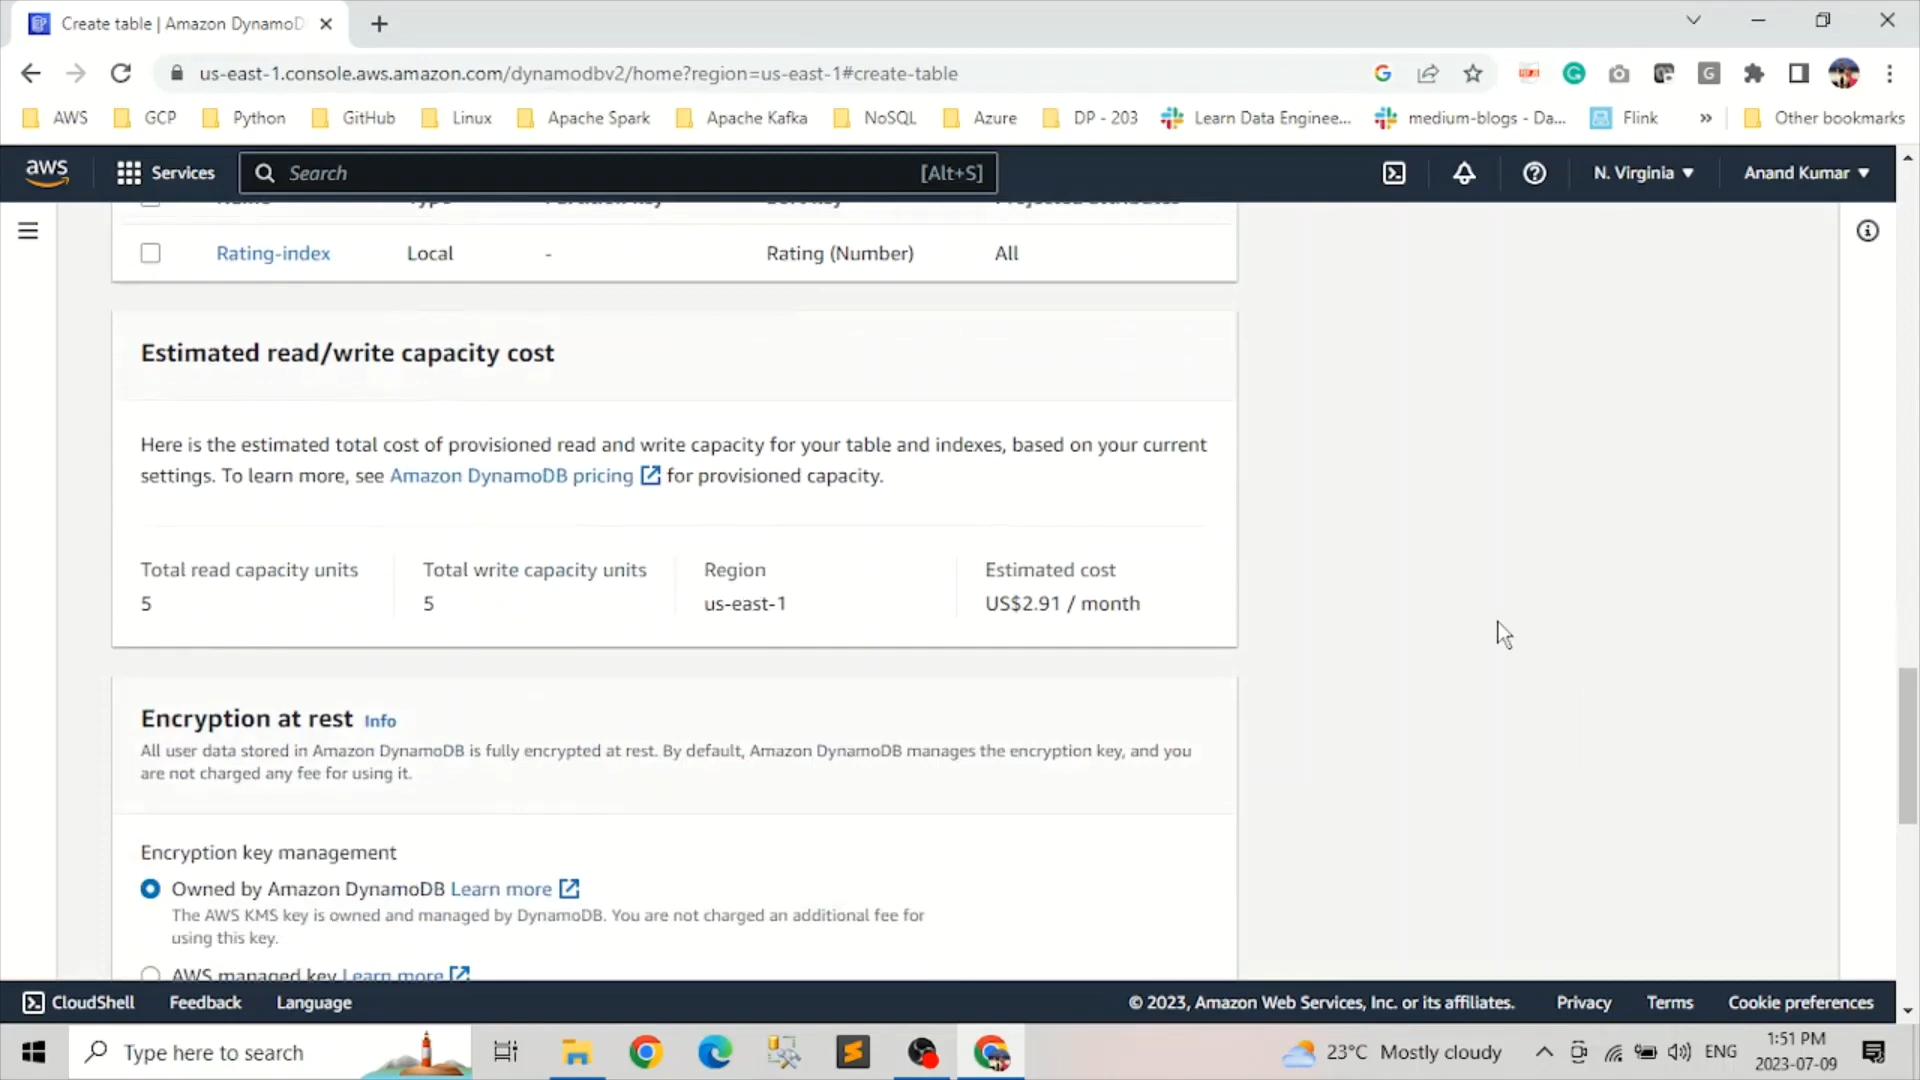 Create table | Amazon DynamoD
us-east-1.console.aws.amazon.com/dynamodbv2/home?region=us-east-1#create-table
AWS GCP Python GitHub Linux Apache Spark Apache Kafka NoSQL Azure DP - 203 Learn Data Enginee... medium-blogs - Da... Flink » Other bookmarks
aws Services Search [Alt+S] N. Virginia Anand Kumar
Rating-index Local - Rating (Number) All
Estimated read/write capacity cost
Here is the estimated total cost of provisioned read and write capacity for your table and indexes, based on your current
settings. To learn more, see Amazon DynamoDB pricing for provisioned capacity.
Total read capacity units Total write capacity units Region Estimated cost
5 5 us-east-1 US$2.91 / month
Encryption at rest Info
All user data stored in Amazon DynamoDB is fully encrypted at rest. By default, Amazon DynamoDB manages the encryption key, and you
are not charged any fee for using it.
Encryption key management
Owned by Amazon DynamoDB Learn more
The AWS KMS key is owned and managed by DynamoDB. You are not charged an additional fee for
using this key.
AWS managed key Learn more
CloudShell Feedback Language © 2023, Amazon Web Services, Inc. or its affiliates. Privacy Terms Cookie preferences
Type here to search 23°C Mostly cloudy ENG 1:51 PM
2023-07-09